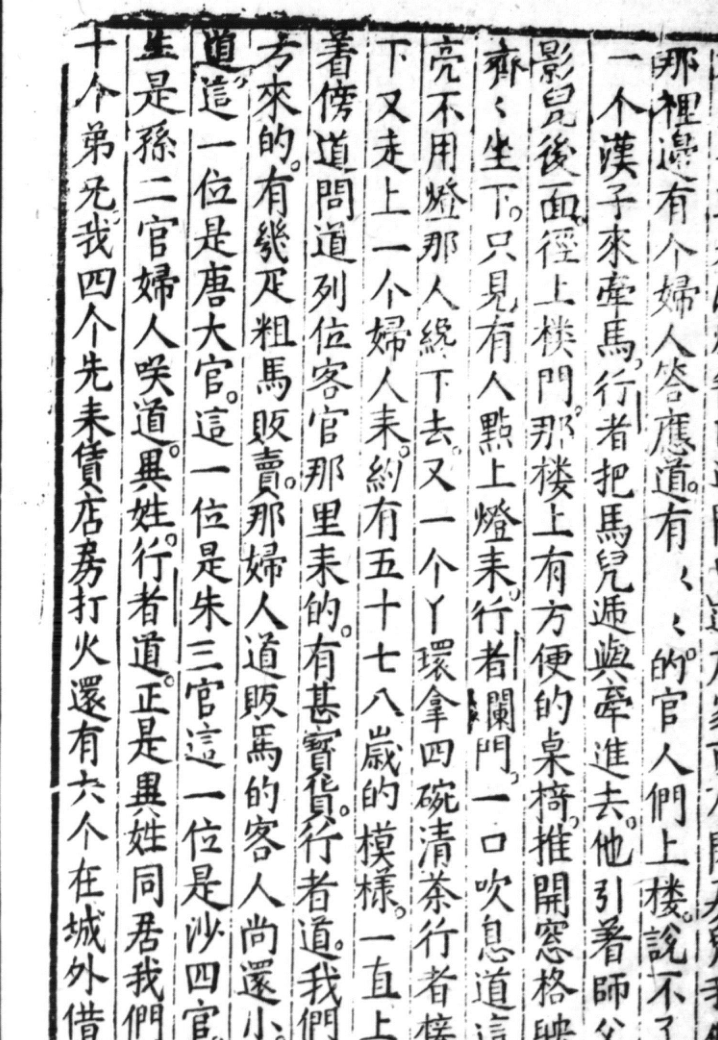 那裡邊有个婦人答應道。有〻〻的。官人們上楼。說不了
一个漢子來牽馬。行者把馬兒遞與牽進去。他引著師父
影兒後面。徑上樓門。那楼上有方便的桌椅。推開窓格映
齊〻坐下。只見有人點上燈来。行者攔門。一口吹息道這
亮不用燈那人纔下去。又一个丫環拿四碗清茶行者接
下又走上一个婦人来。約有五十七八歲的模樣。一直上
着傍道問道列位客官那里来的。有甚寳貨。行者道。我們
方來的。有幾疋粗馬販賣。那婦人道販馬的客人尚還小。
道這一位是唐大官。這一位是朱三官這一位是沙四官。
生是孫二官婦人咲道。異姓。行者道。正是異姓同居我們
十个弟兄。我四个先来賃店房打火還有六个在城外借